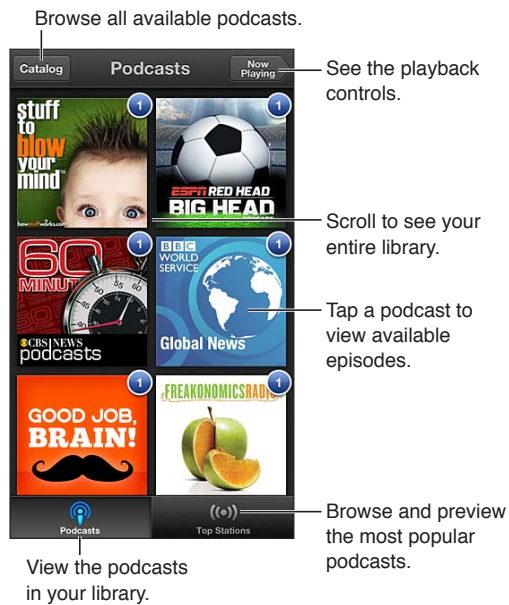 Browse all available podcasts.
Catalog
Podcasts
Now
Playing
See the playback
controls.
1
stuff
to
blow
your
mind
howstuffworks.com
1
ESPN RED HEAD
BIG HEAD
Scroll to see your
entire library.
1
60
MINUT
CBS NEWS
podcasts
1
BBC
WORLD
SERVICE
Global News
Tap a podcast to
view available
episodes.
1
GOOD JOB,
BRAIN!
1
FREAKONOMICS RADIO
Podcasts
Top Stations
Browse and preview
the most popular
podcasts.
View the podcasts
in your library.